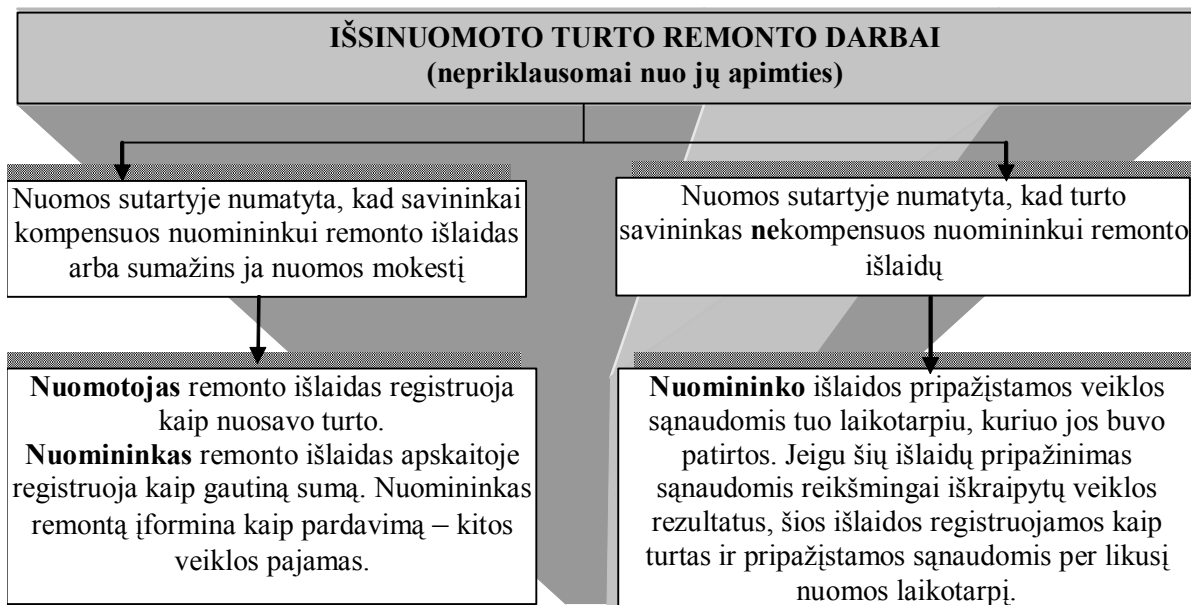 IŠSINUOMOTO TURTO REMONTO DARBAI
(nepriklausomai nuo jų apimties)
Nuomos sutartyje numatyta, kad savininkai
kompensuos nuomininkui remonto išlaidas
arba sumažins ja nuomos mokestį
Nuomos sutartyje numatyta, kad turto
savininkas nekompensuos nuomininkui remonto
išlaidų
Nuomotojas remonto išlaidas registruoja
kaip nuosavo turto.
Nuomininkas remonto išlaidas apskaitoje
registruoja kaip gautiną sumą. Nuomininkas
remontą įformina kaip pardavimą – kitos
veiklos pajamas.
Nuomininko išlaidos pripažįstamos veiklos
sąnaudomis tuo laikotarpiu, kuriuo jos buvo
patirtos. Jeigu šių išlaidų pripažinimas
sąnaudomis reikšmingai iškraipytų veiklos
rezultatus, šios išlaidos registruojamos kaip
turtas ir pripažįstamos sąnaudomis per likusį
nuomos laikotarpį.